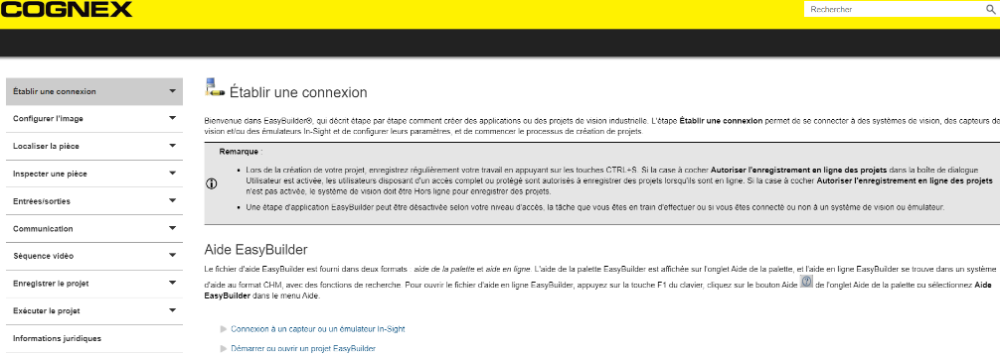 COGNEX
Rechercher
Établir une connexion
Configurer l'image
Localiser la pièce
Inspecter une pièce
Entrées/sorties
Communication
Séquence vidéo
Enregistrer le projet
Exécuter le projet
Informations juridiques
Établir une connexion
Bienvenue dans EasyBuilder®, qui décrit étape par étape comment créer des applications ou des projets de vision industrielle. L'étape Établir une connexion permet de se connecter à des systèmes de vision, des capteurs de
vision et/ou des émulateurs In-Sight et de configurer leurs paramètres, et de commencer le processus de création de projets.
Remarque :
• Lors de la création de votre projet, enregistrez régulièrement votre travail en appuyant sur les touches CTRL+S. Si la case à cocher Autoriser l'enregistrement en ligne des projets dans la boîte de dialogue
Utilisateur est activée, les utilisateurs disposant d'un accès complet ou protégé sont autorisés à enregistrer des projets lorsqu'ils sont en ligne. Si la case à cocher Autoriser l'enregistrement en ligne des projets
n'est pas activée, le système de vision doit être Hors ligne pour enregistrer des projets.
• Une étape d'application EasyBuilder peut être désactivée selon votre niveau d'accès, la tâche que vous êtes en train d'effectuer ou si vous êtes connecté ou non à un système de vision ou émulateur.
Aide EasyBuilder
Le fichier d'aide EasyBuilder est fourni dans deux formats : aide de la palette et aide en ligne. L'aide de la palette EasyBuilder est affichée sur l'onglet Aide de la palette, et l'aide en ligne EasyBuilder se trouve dans un système
d'aide au format CHM, avec des fonctions de recherche. Pour ouvrir le fichier d'aide en ligne EasyBuilder, appuyez sur la touche F1 du clavier, cliquez sur le bouton Aide de l'onglet Aide de la palette ou sélectionnez Aide
EasyBuilder dans le menu Aide.
Connexion à un capteur ou un émulateur In-Sight
Démarrer ou ouvrir un projet EasyBuilder